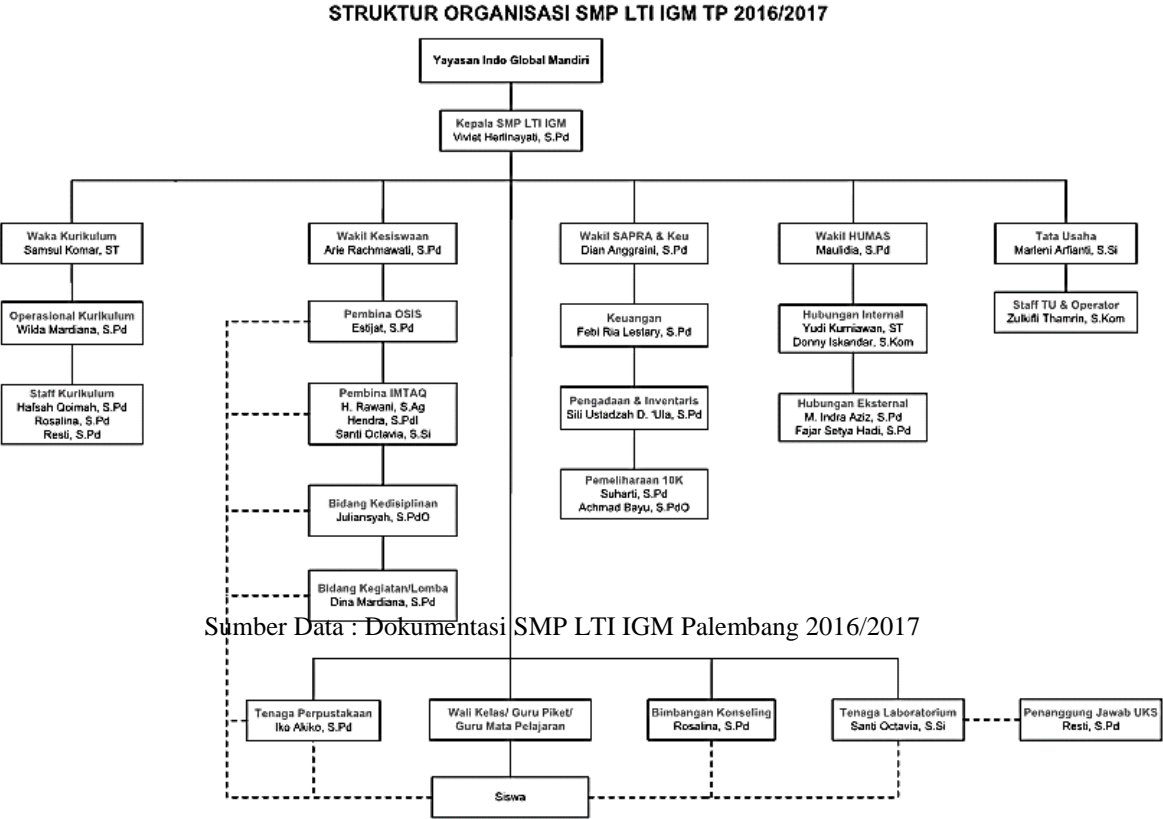 STRUKTUR ORGANISASI SMP LTI IGM TP 2016/2017
Yayasan Indo Global Mandiri
Kepala SMP LTI IGM
Viviet Herlinayati, S.Pd
Waka Kurikulum
Samsul Komar, ST
Wakil Kesiswaan
Arie Rachmawati, S.Pd
Wakil SAPRA & Keu
Dian Anggraini, S.Pd
Wakil HUMAS
Maulidia, S.Pd
Tata Usaha
Marleni Arfianti, S.Si
Operasional Kurikulum
Wilda Mardiana, S.Pd
Pembina OSIS
Estijat, S.Pd
Keuangan
Febi Ria Lestary, S.Pd
Hubungan Internal
Yudi Kurniawan, ST
Donny Iskandar, S.Kom
Staff TU & Operator
Zulkifli Thamrin, S.Kom
Staff Kurikulum
Hafsah Qoimah, S.Pd
Rosalina, S.Pd
Resti, S.Pd
Pembina IMTAQ
H. Rawani, S.Ag
Hendra, S.PdI
Santi Octavia, S.Si
Pengadaan & Inventaris
Siti Ustadzah D. 'Ula, S.Pd
Hubungan Eksternal
M. Indra Aziz, S.Pd
Fajar Setya Hadi, S.Pd
Bidang Kedisiplinan
Juliansyah, S.PdO
Pemeliharaan 10K
Suharti, S.Pd
Achmad Bayu, S.PdO
Bidang Kegiatan/Lomba
Dina Mardiana, S.Pd
Sumber Data : Dokumentasi SMP LTI IGM Palembang 2016/2017
Tenaga Perpustakaan
Iko Akiko, S.Pd
Wali Kelas/ Guru Piket/
Guru Mata Pelajaran
Bimbangan Konseling
Rosalina, S.Pd
Tenaga Laboratorium
Santi Octavia, S.Si
Penanggung Jawab UKS
Resti, S.Pd
Siswa